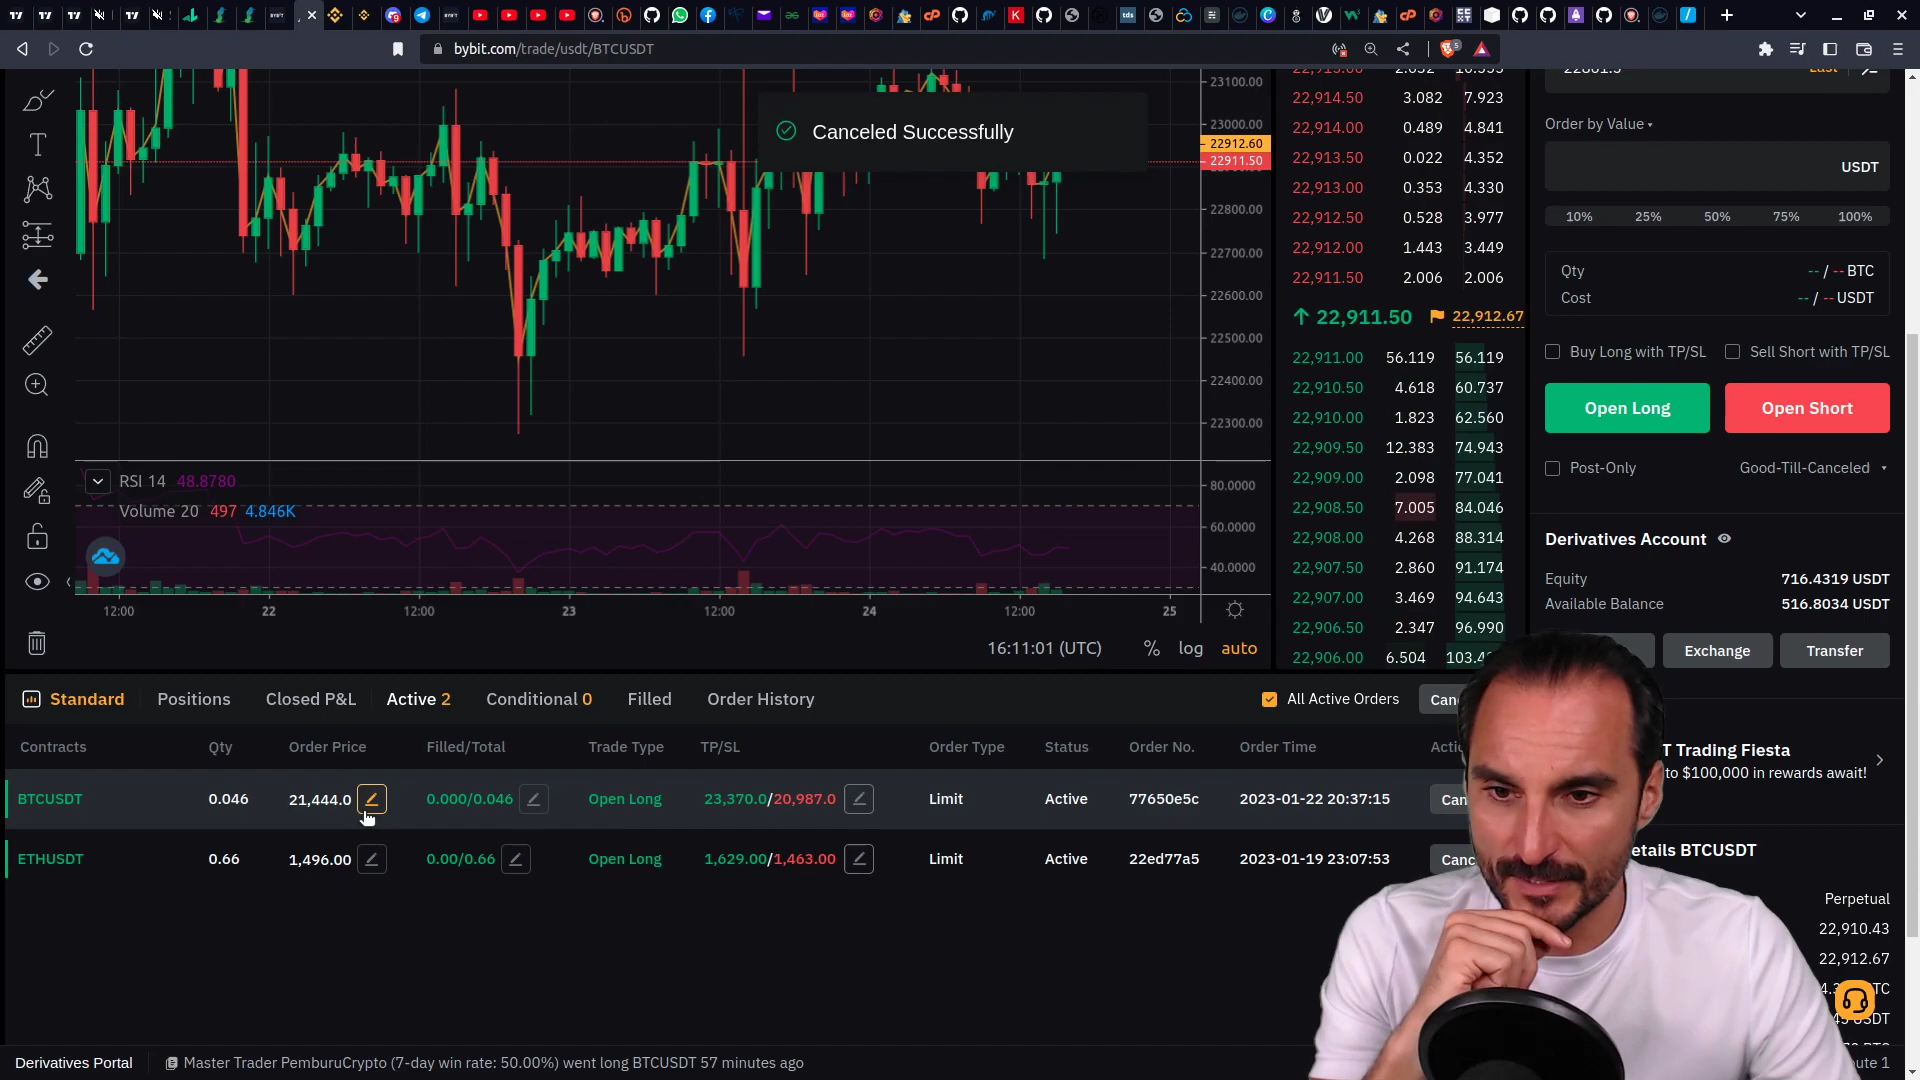 bybit.com/trade/usdt/BTCUSDT
23100.00
23000.00
22912.60
22911.50
22800.00
22700.00
22600.00
22500.00
22400.00
22300.00
Canceled Successfully
RSI 14 48.8780
Volume 20 497 4.846K
80.0000
60.0000
40.0000
12:00 22 12:00 23 12:00 24 12:00 25
16:11:01 (UTC) % log auto
22,914.50 3.082 7.923
22,914.00 0.489 4.841
22,913.50 0.022 4.352
22,913.00 0.353 4.330
22,912.50 0.528 3.977
22,912.00 1.443 3.449
22,911.50 2.006 2.006
22,911.50 22,912.67
22,911.00 56.119 56.119
22,910.50 4.618 60.737
22,910.00 1.823 62.560
22,909.50 12.383 74.943
22,909.00 2.098 77.041
22,908.50 7.005 84.046
22,908.00 4.268 88.314
22,907.50 2.860 91.174
22,907.00 3.469 94.643
22,906.50 2.347 96.990
22,906.00 6.504 103.4
Order by Value
USDT
10% 25% 50% 75% 100%
Qty -- / -- BTC
Cost -- / -- USDT
Buy Long with TP/SL Sell Short with TP/SL
Open Long Open Short
Post-Only Good-Till-Canceled
Derivatives Account
Equity 716.4319 USDT
Available Balance 516.8034 USDT
Exchange Transfer
T Trading Fiesta
to $100,000 in rewards await!
etails BTCUSDT
Perpetual
22,910.43
22,912.67
Standard Positions Closed P&L Active 2 Conditional 0 Filled Order History All Active Orders Canc
Contracts Qty Order Price Filled/Total Trade Type TP/SL Order Type Status Order No. Order Time Acti
BTCUSDT 0.046 21,444.0 0.000/0.046 Open Long 23,370.0/20,987.0 Limit Active 77650e5c 2023-01-22 20:37:15 Can
ETHUSDT 0.66 1,496.00 0.00/0.66 Open Long 1,629.00/1,463.00 Limit Active 22ed77a5 2023-01-19 23:07:53 Canc
Derivatives Portal Master Trader PemburuCrypto (7-day win rate: 50.00%) went long BTCUSDT 57 minutes ago
ute 1